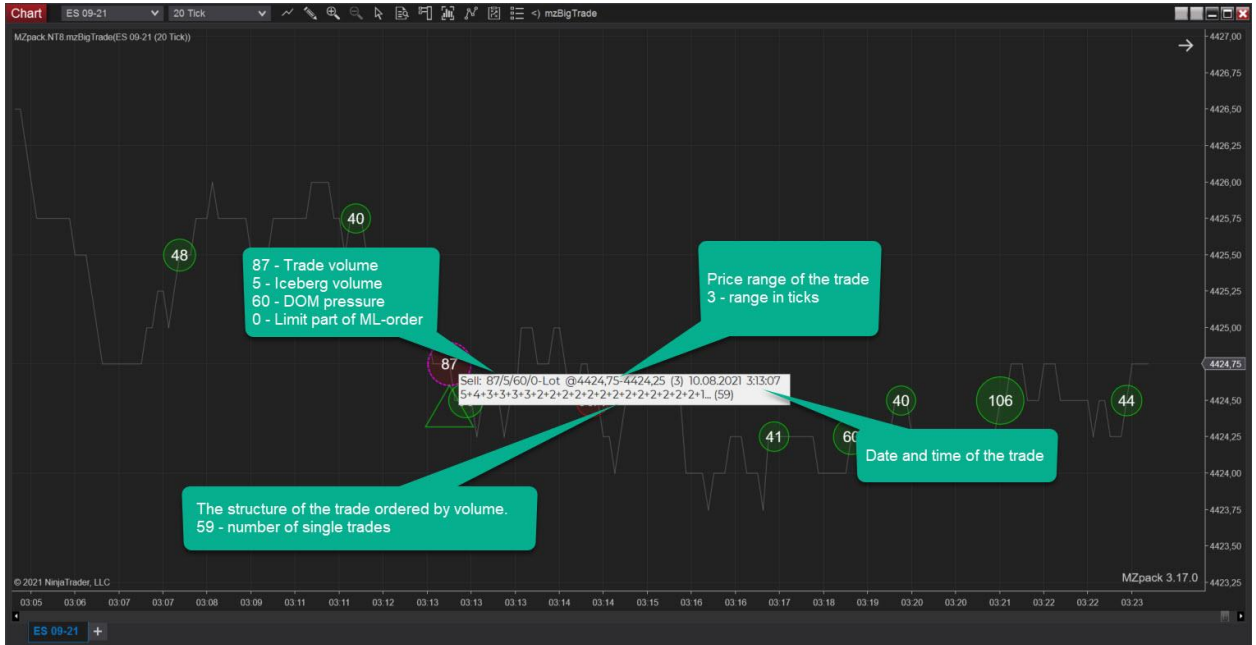 Chart ES 09-21 20 Tick <) mzBigTrade
MZpack.NT8.mzBigTrade(ES 09-21 (20 Tick))
4427,00
4426,75
4426,50
4426,25
4426,00
4425,75
4425,50
4425,25
4425,00
4424,75
4424,50
4424,25
4424,00
4423,75
4423,50
4423,25
48
40
87 - Trade volume
5 - Iceberg volume
60 - DOM pressure
0 - Limit part of ML-order
Price range of the trade
3 - range in ticks
87
Sell: 87/5/60/0-Lot @4424,75-4424,25 (3) 10.08.2021 3:13:07
5+4+3+3+3+3+2+2+2+2+2+2+2+2+2+2+2+2+2+1... (59)
41
60
40
106
44
Date and time of the trade
The structure of the trade ordered by volume.
59 - number of single trades
© 2021 NinjaTrader, LLC
MZpack 3.17.0
03:05 03:06 03:07 03:07 03:08 03:09 03:11 03:11 03:12 03:13 03:13 03:13 03:14 03:14 03:15 03:16 03:16 03:17 03:18 03:19 03:20 03:20 03:21 03:22 03:22 03:23
ES 09-21 +